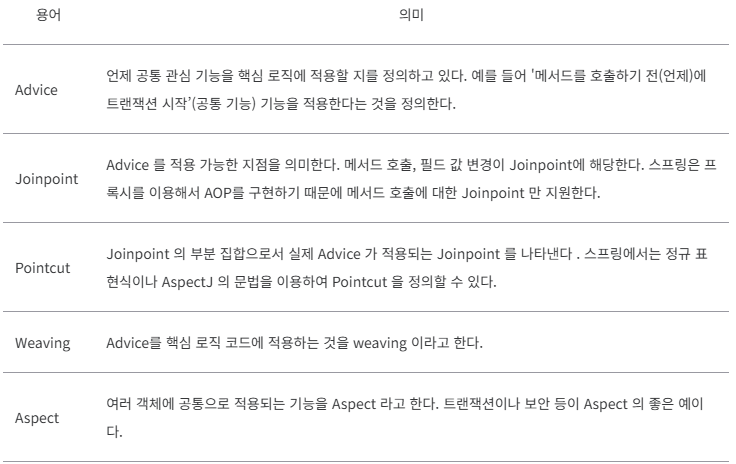 용어 의미
Advice 언제 공통 관심 기능을 핵심 로직에 적용할 지를 정의하고 있다. 예를 들어 '메서드를 호출하기 전(언제)에
트랜잭션 시작’(공통 기능) 기능을 적용한다는 것을 정의한다.
Joinpoint Advice 를 적용 가능한 지점을 의미한다. 메서드 호출, 필드 값 변경이 Joinpoint에 해당한다. 스프링은 프
록시를 이용해서 AOP를 구현하기 때문에 메서드 호출에 대한 Joinpoint 만 지원한다.
Pointcut Joinpoint 의 부분 집합으로서 실제 Advice 가 적용되는 Joinpoint 를 나타낸다 . 스프링에서는 정규 표
현식이나 AspectJ 의 문법을 이용하여 Pointcut 을 정의할 수 있다.
Weaving Advice를 핵심 로직 코드에 적용하는 것을 weaving 이라고 한다.
Aspect 여러 객체에 공통으로 적용되는 기능을 Aspect 라고 한다. 트랜잭션이나 보안 등이 Aspect 의 좋은 예이
다.